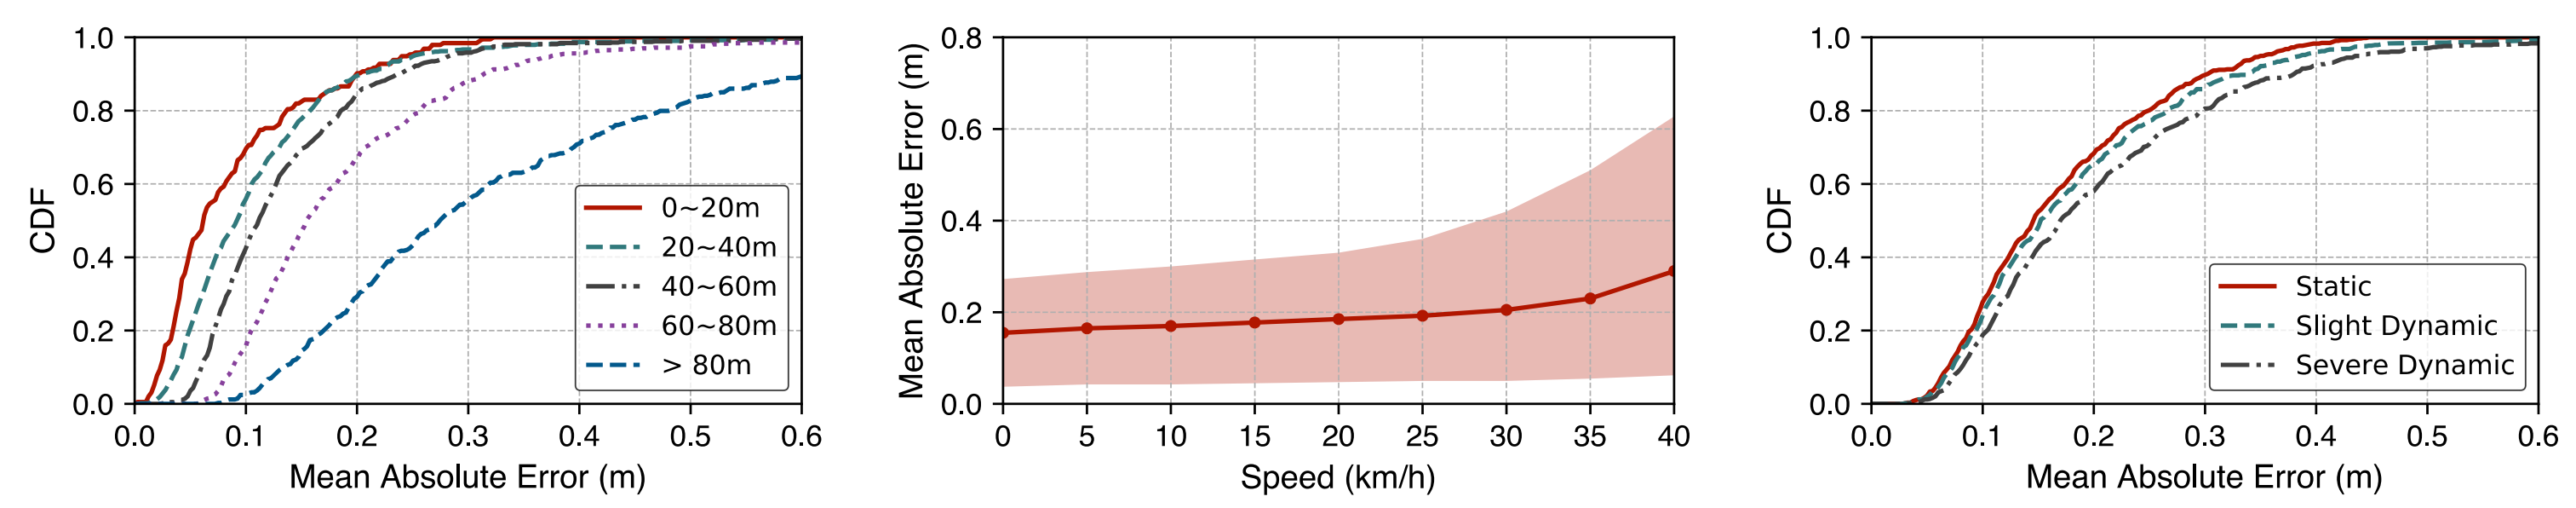 CDF
1.0
0.8
0.6
0.4
0.2
0.0
0.0 0.1 0.2 0.3 0.4 0.5 0.6
Mean Absolute Error (m)
0~20m
20~40m
40~60m
60~80m
> 80m
Mean Absolute Error (m)
0.8
0.6
0.4
0.2
0.0
0 5 10 15 20 25 30 35 40
Speed (km/h)
CDF
1.0
0.8
0.6
0.4
0.2
0.0
0.0 0.1 0.2 0.3 0.4 0.5 0.6
Mean Absolute Error (m)
Static
Slight Dynamic
Severe Dynamic